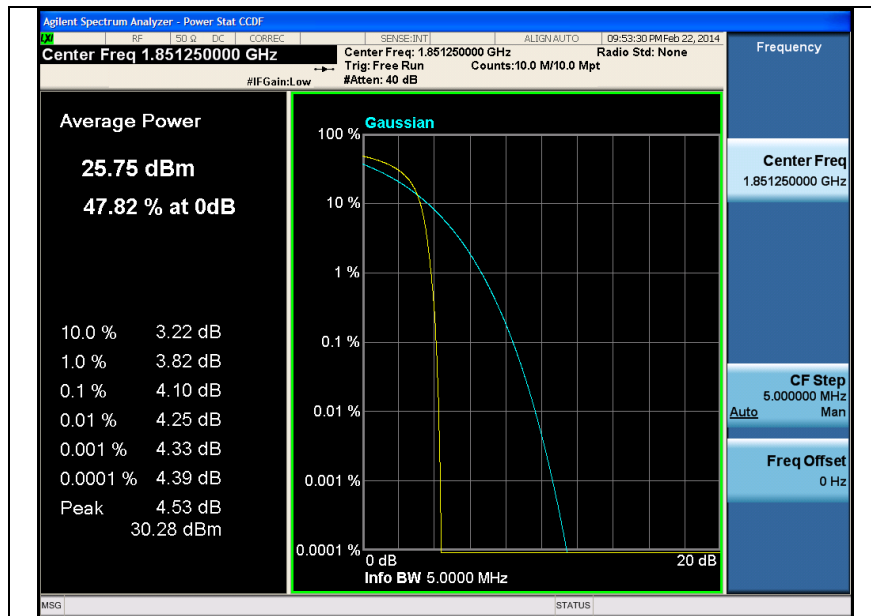 Agilent Spectrum Analyzer - Power Stat CCDF
LXI RF 50 Ω DC CORREC SENSE:INT ALIGN AUTO 09:53:30 PM Feb 22, 2014
Center Freq 1.851250000 GHz
Center Freq: 1.851250000 GHz Radio Std: None
Trig: Free Run Counts:10.0 M/10.0 Mpt
#IFGain:Low #Atten: 40 dB
Frequency
Average Power
25.75 dBm
47.82 % at 0dB
10.0 % 3.22 dB
1.0 % 3.82 dB
0.1 % 4.10 dB
0.01 % 4.25 dB
0.001 % 4.33 dB
0.0001 % 4.39 dB
Peak 4.53 dB
30.28 dBm
Gaussian
100 %
10 %
1 %
0.1 %
0.01 %
0.001 %
0.0001 %
0 dB 20 dB
Info BW 5.0000 MHz
Center Freq
1.851250000 GHz
CF Step
5.000000 MHz
Auto Man
Freq Offset
0 Hz
MSG STATUS